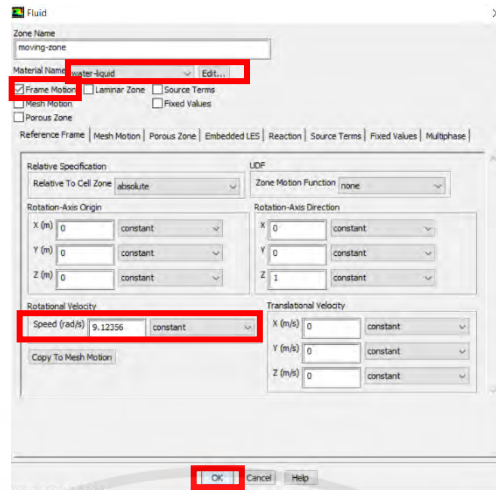 Fluid
Zone Name
moving-zone
Material Name water-liquid Edit...
Frame Motion Laminar Zone Source Terms
Mesh Motion Fixed Values
Porous Zone
Reference Frame Mesh Motion Porous Zone Embedded LES Reaction Source Terms Fixed Values Multiphase
Relative Specification UDF
Relative To Cell Zone absolute Zone Motion Function none
Rotation-Axis Origin Rotation-Axis Direction
X (m) 0 constant X 0 constant
Y (m) 0 constant Y 0 constant
Z (m) 0 constant Z 1 constant
Rotational Velocity Translational Velocity
Speed (rad/s) 9.12356 constant X (m/s) 0 constant
Copy To Mesh Motion Y (m/s) 0 constant
Z (m/s) 0 constant
OK Cancel Help